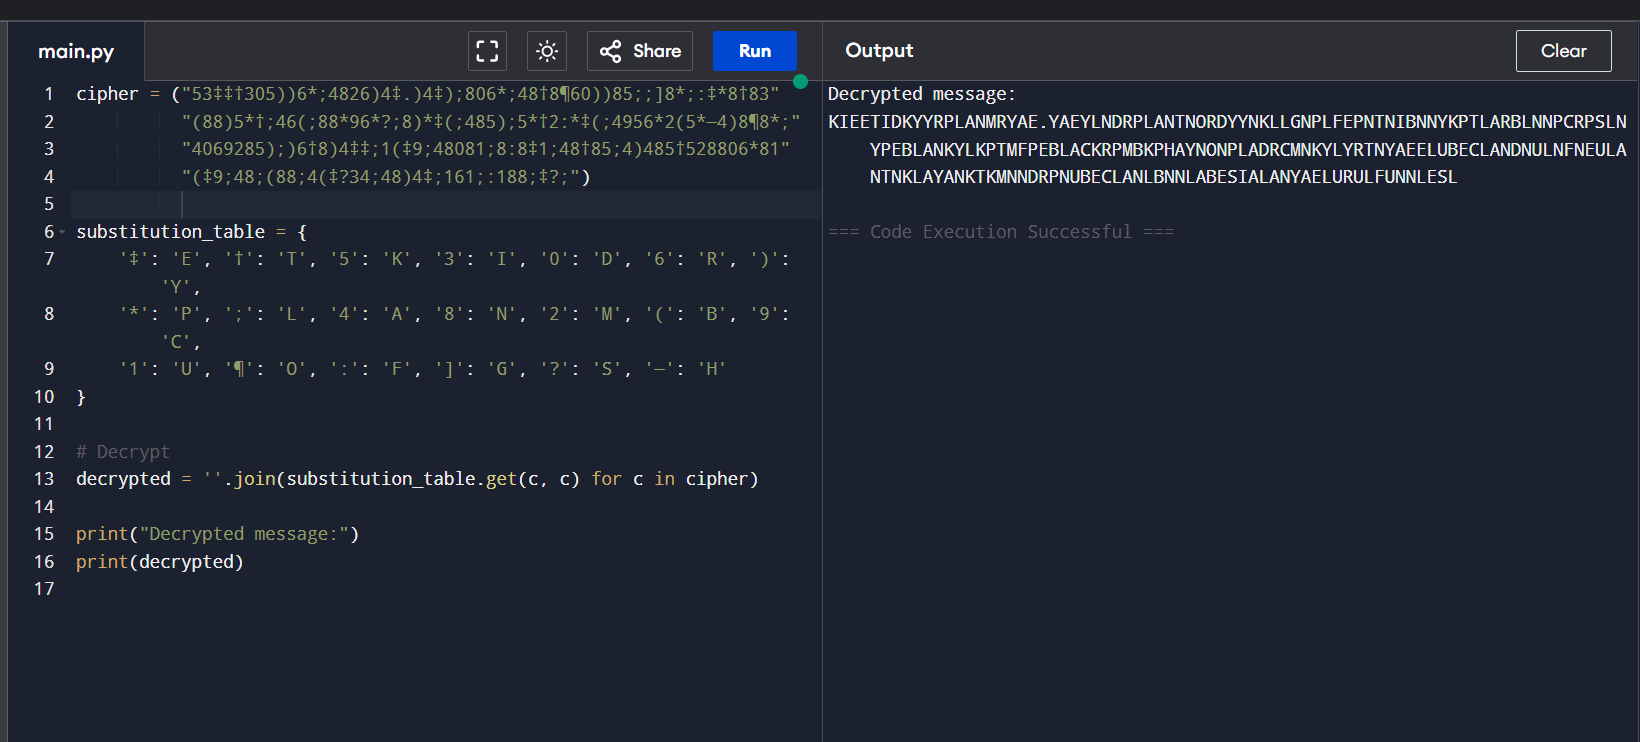 main.py
Share
Run
Output
Clear
1 cipher = ("53‡‡†305))6*;4826)4‡.)4‡);806*;48†8¶60))85;;]8*;:‡*8†83"
2 "(88)5*†;46(;88*96*?;8)*‡(;485);5*†2:*‡(;4956*2(5*—4)8¶8*;"
3 "4069285);)6†8)4‡‡;1(‡9;48081;8:8‡1;48†85;4)485†528806*81"
4 "(‡9;48;(88;4(‡?34;48)4‡;161;:188;‡?;")
5
6 substitution_table = {
7 '‡': 'E', '†': 'T', '5': 'K', '3': 'I', '0': 'D', '6': 'R', ')':
'Y',
8 '*': 'P', ';': 'L', '4': 'A', '8': 'N', '2': 'M', '(': 'B', '9':
'C',
9 '1': 'U', '¶': 'O', ':': 'F', ']': 'G', '?': 'S', '—': 'H'
10 }
11
12 # Decrypt
13 decrypted = ''.join(substitution_table.get(c, c) for c in cipher)
14
15 print("Decrypted message:")
16 print(decrypted)
17
Decrypted message:
KIEETIDKYYRPLANMRYAE.YAEYLNDRPLANTNORDYYNKLLGNPLFEPNTNIBNNYKPTLARBLNNPCRPSLN
YPEBLANKYLKPTMFPEBLACKRPMBKPHAYNONPLADRCMNKYLYRTNYAEELUBECLANDNULNFNEULA
NTNKLAYANKTKMNNDRPNUBECLANLBNNLABESIALANYAELURULFUNNLESL
=== Code Execution Successful ===